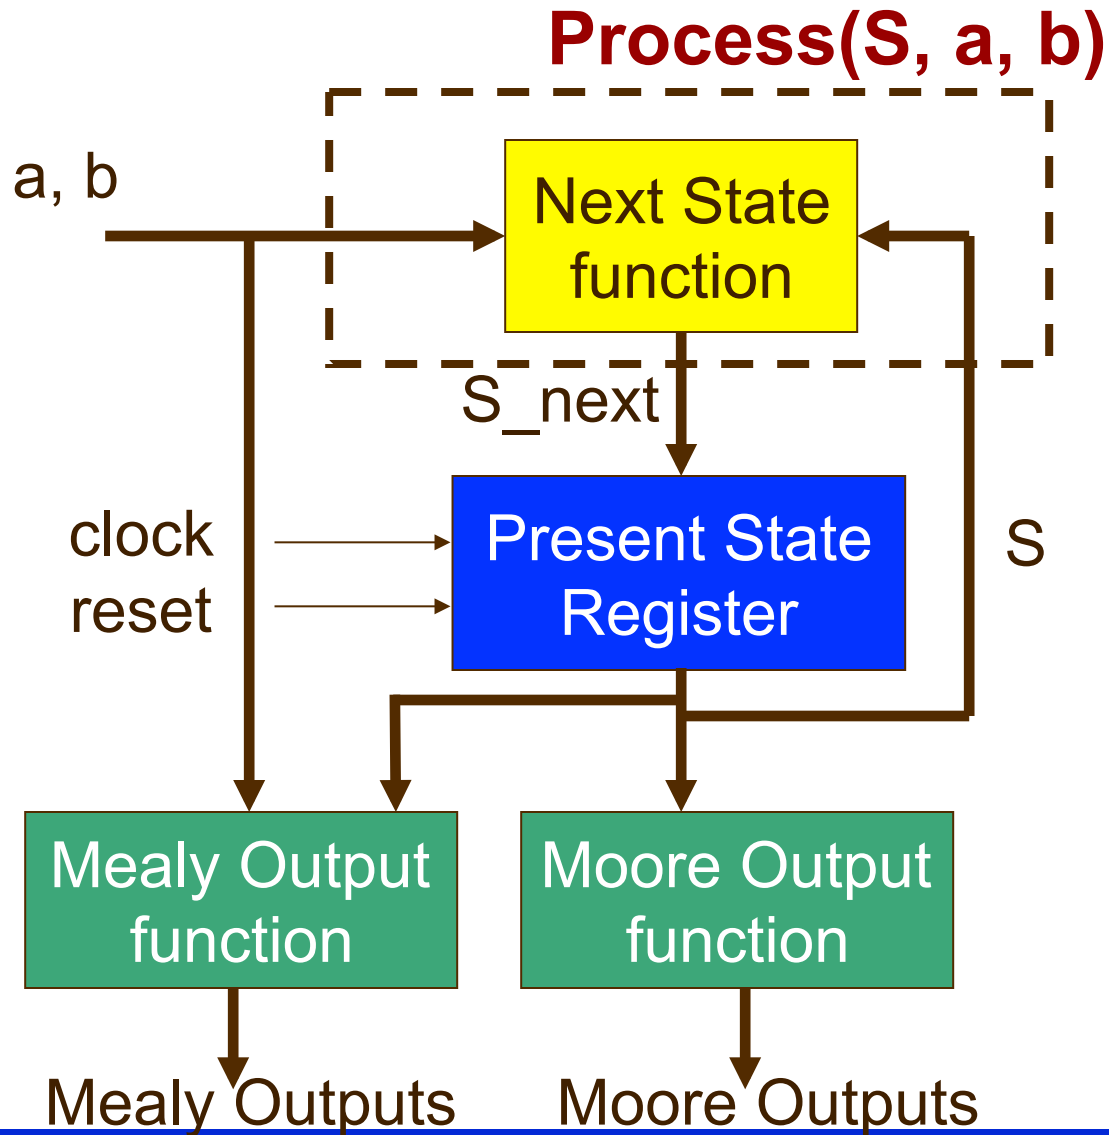 Process(S, a, b)
a, b
Next State
function
S_next
clock
reset
Present State
Register
S
Mealy Output
function
Moore Output
function
Mealy Outputs
Moore Outputs